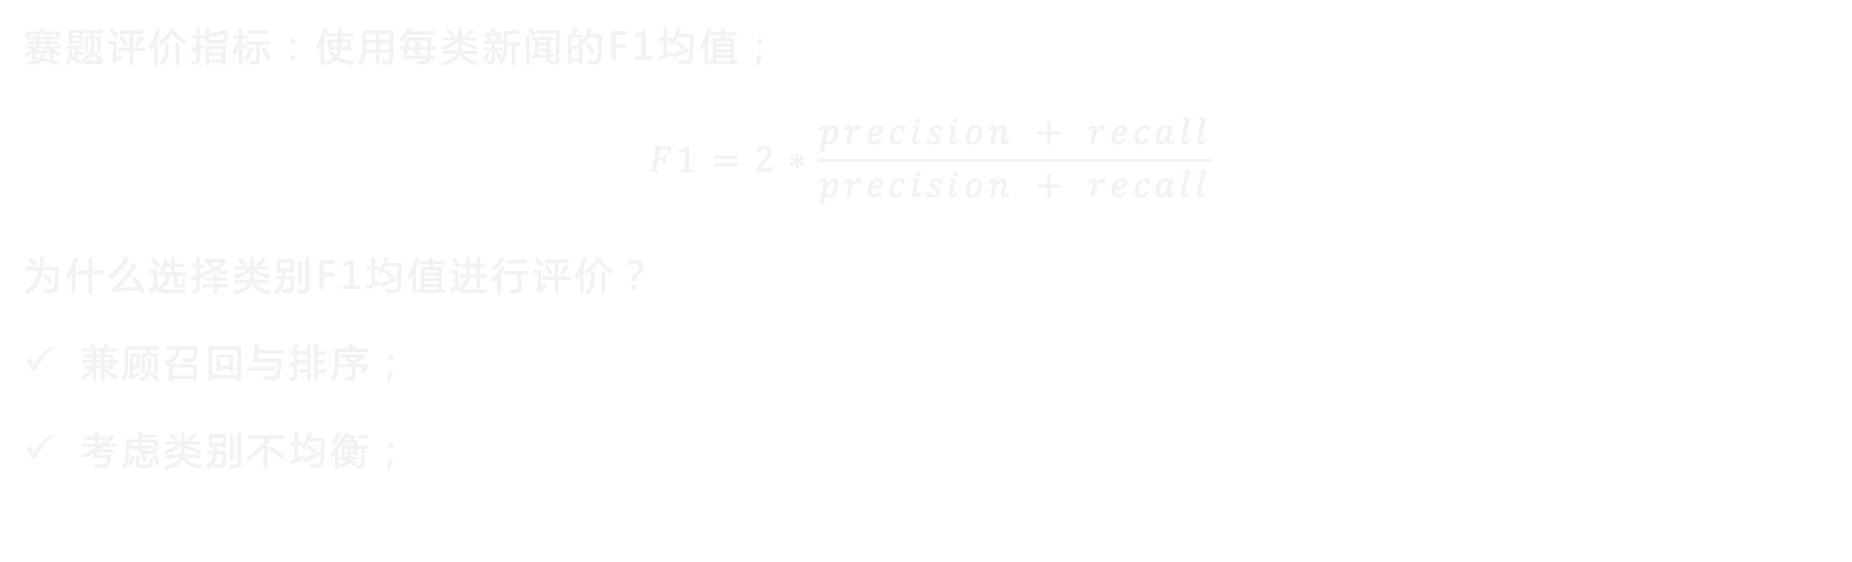 赛题评价指标：使用每类新闻的F1均值；
F1 = 2 * (precision + recall) / (precision + recall)
为什么选择类别F1均值进行评价？
✓ 兼顾召回与排序；
✓ 考虑类别不均衡；